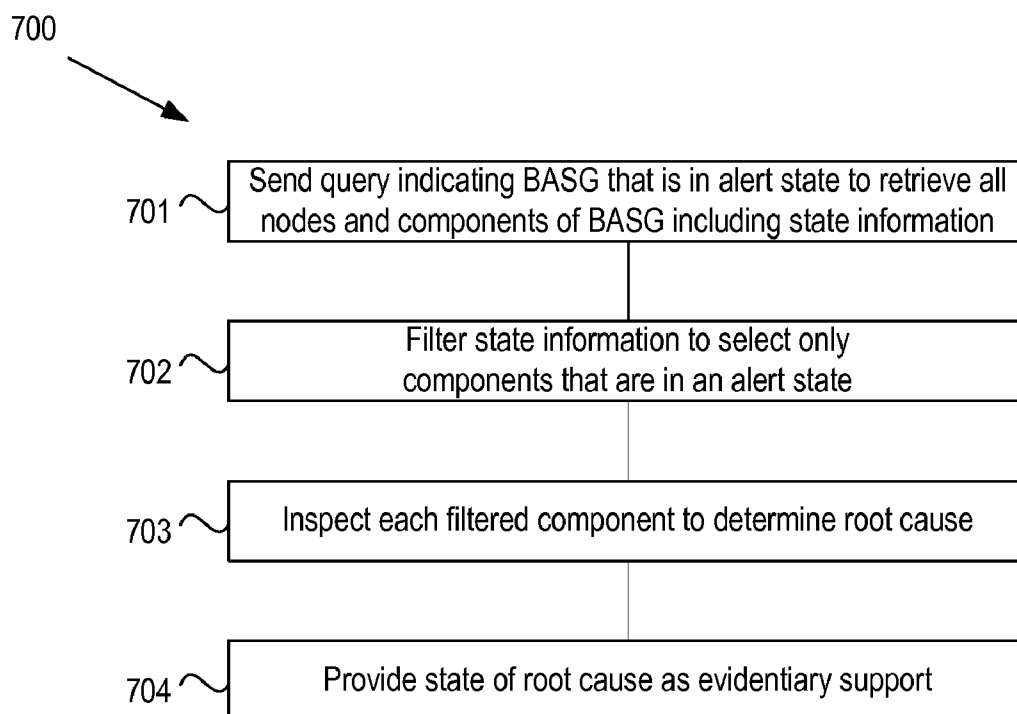 700
701
Send query indicating BASG that is in alert state to retrieve all
nodes and components of BASG including state information
702
Filter state information to select only
components that are in an alert state
703
Inspect each filtered component to determine root cause
704
Provide state of root cause as evidentiary support